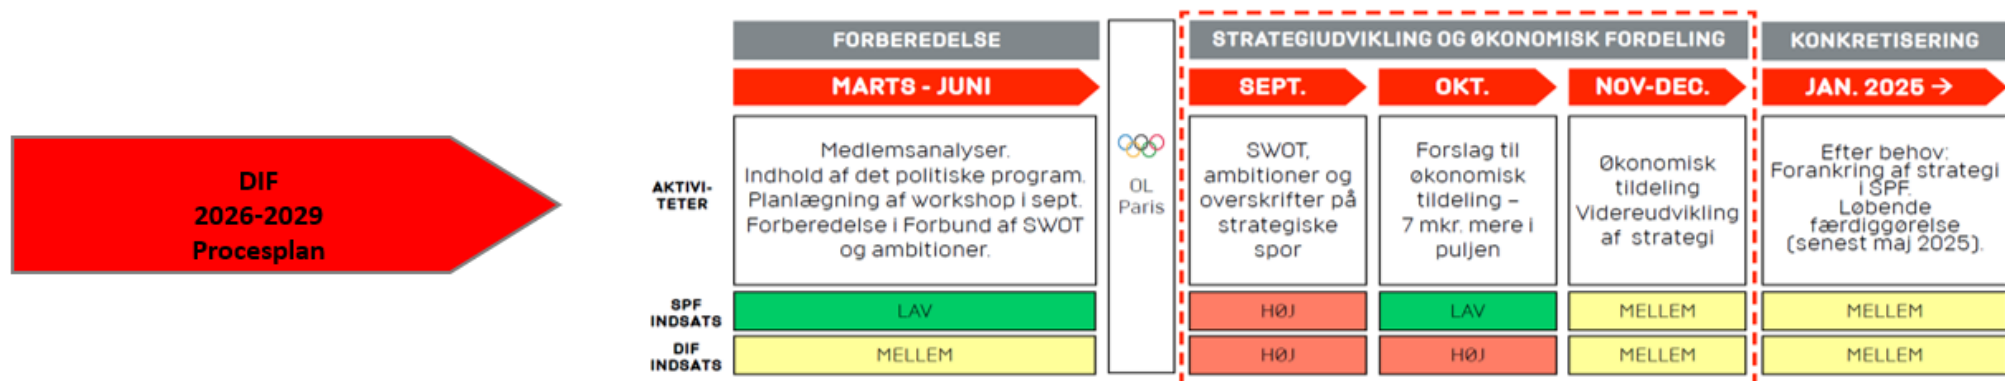 DIF
2026-2029
Procesplan
FORBEREDELSE
STRATEGIUDVIKLING OG ØKONOMISK FORDELING
KONKRETISERING
MARTS - JUNI
SEPT.
OKT.
NOV-DEC.
JAN. 2025 →
AKTIVI-
TETER
Medlemsanalyser.
Indhold af det politiske program.
Planlægning af workshop i sept.
Forberedelse i Forbund af SWOT
og ambitioner.
OL
Paris
SWOT,
ambitioner og
overskrifter på
strategiske
spor
Forslag til
økonomisk
tildeling –
7 mkr. mere i
puljen
Økonomisk
tildeling
Videreudvikling
af strategi
Efter behov:
Forankring af strategi
i SPF.
Løbende
færdiggørelse
(senest maj 2025).
SPF
INDSATS
LAV
HØJ
LAV
MELLEM
MELLEM
DIF
INDSATS
MELLEM
HØJ
HØJ
MELLEM
MELLEM